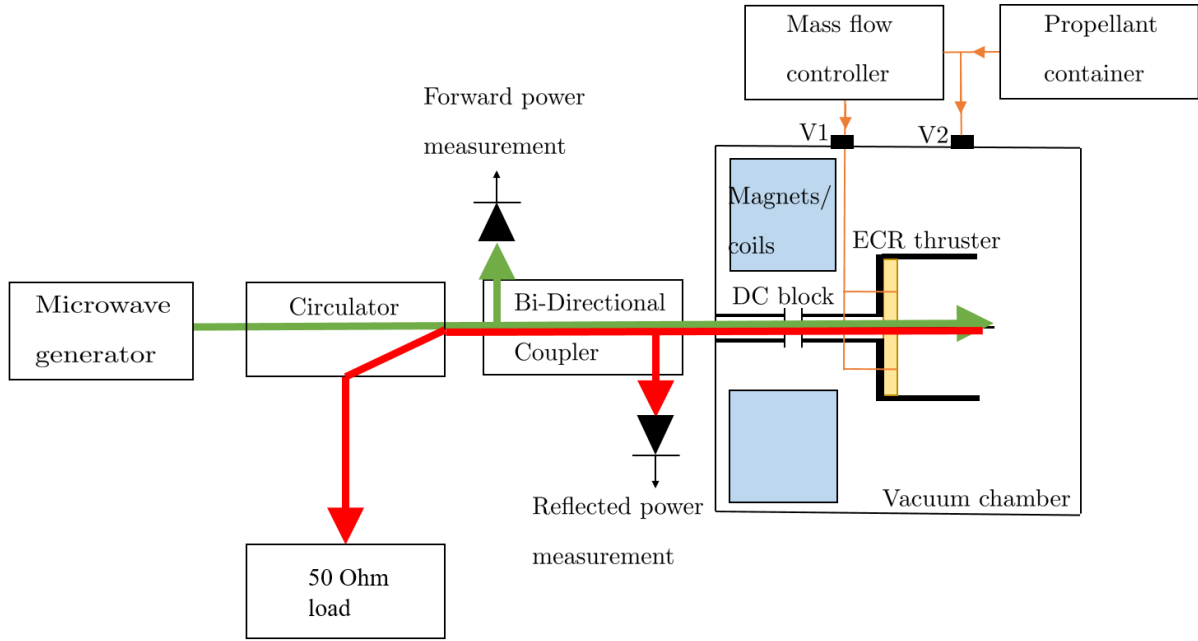 Mass flow
controller
Propellant
container
Forward power
measurement
V1
V2
Magnets/
coils
ECR thruster
Microwave
generator
Circulator
Bi-Directional
Coupler
DC block
Reflected power
measurement
Vacuum chamber
50 Ohm
load